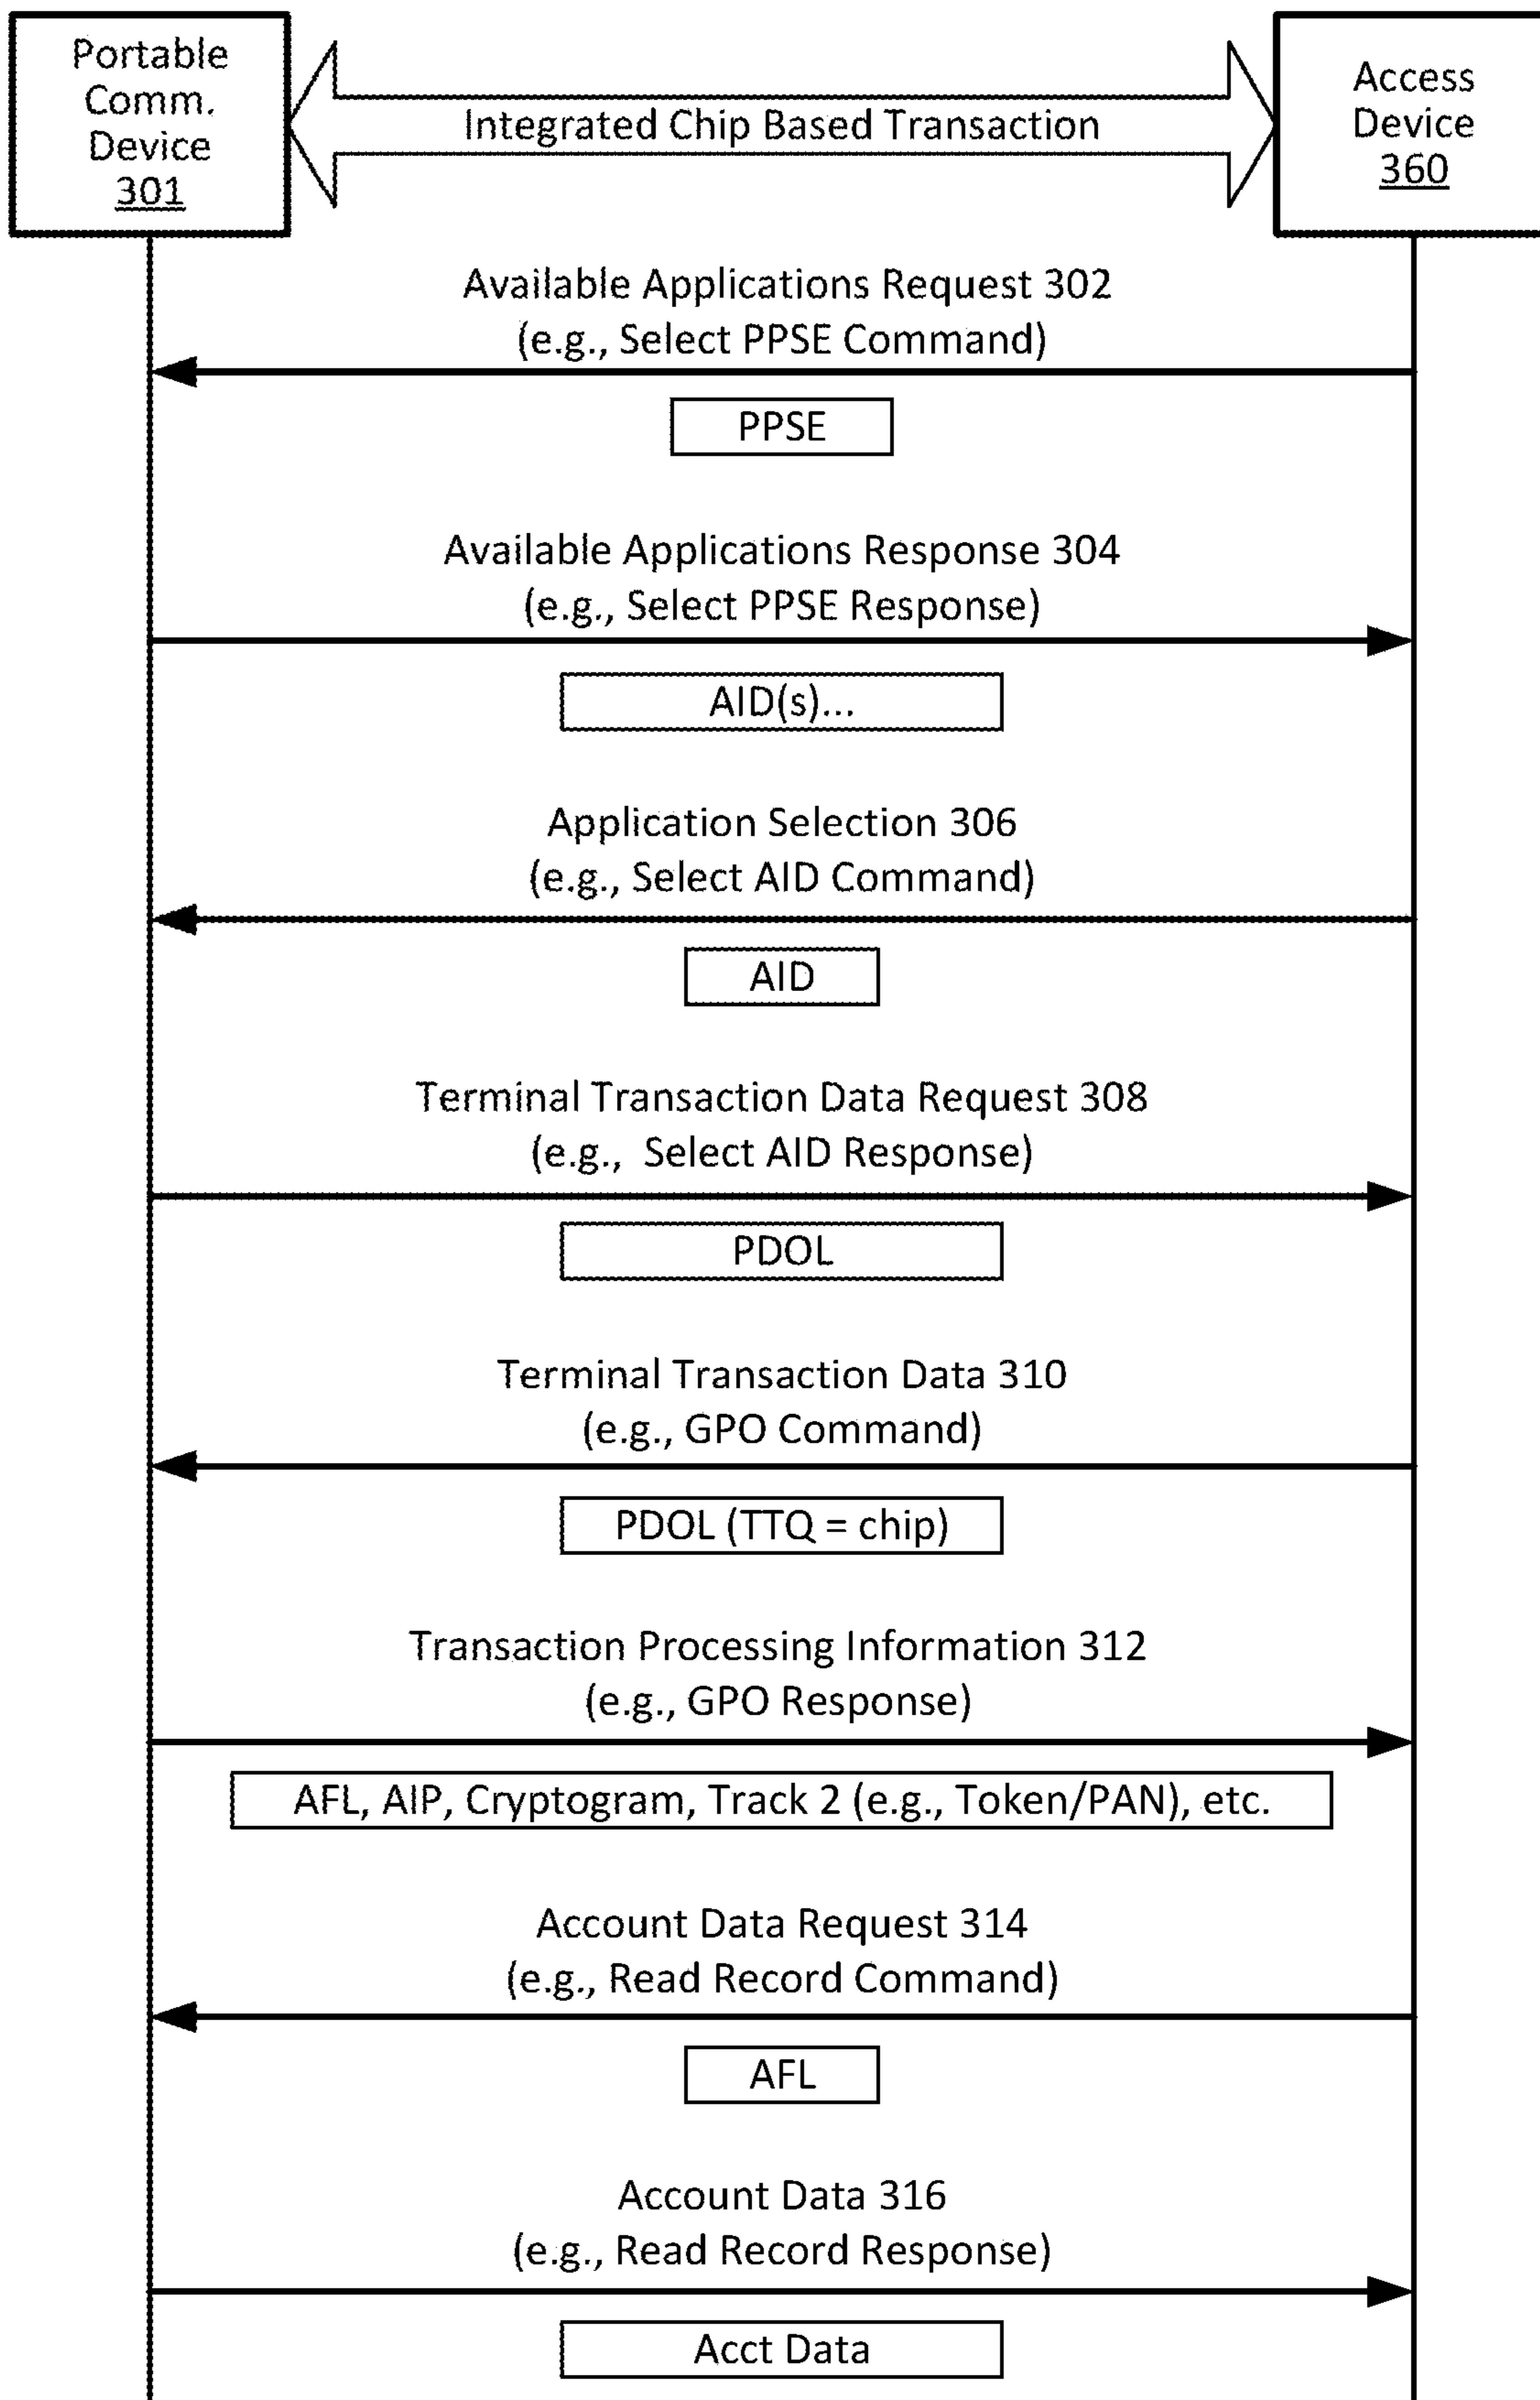 Portable
Comm.
Device
301
Integrated Chip Based Transaction
Access
Device
360
Available Applications Request 302
(e.g., Select PPSE Command)
PPSE
Available Applications Response 304
(e.g., Select PPSE Response)
AID(s)...
Application Selection 306
(e.g., Select AID Command)
AID
Terminal Transaction Data Request 308
(e.g., Select AID Response)
PDOL
Terminal Transaction Data 310
(e.g., GPO Command)
PDOL (TTQ = chip)
Transaction Processing Information 312
(e.g., GPO Response)
AFL, AIP, Cryptogram, Track 2 (e.g., Token/PAN), etc.
Account Data Request 314
(e.g., Read Record Command)
AFL
Account Data 316
(e.g., Read Record Response)
Acct Data